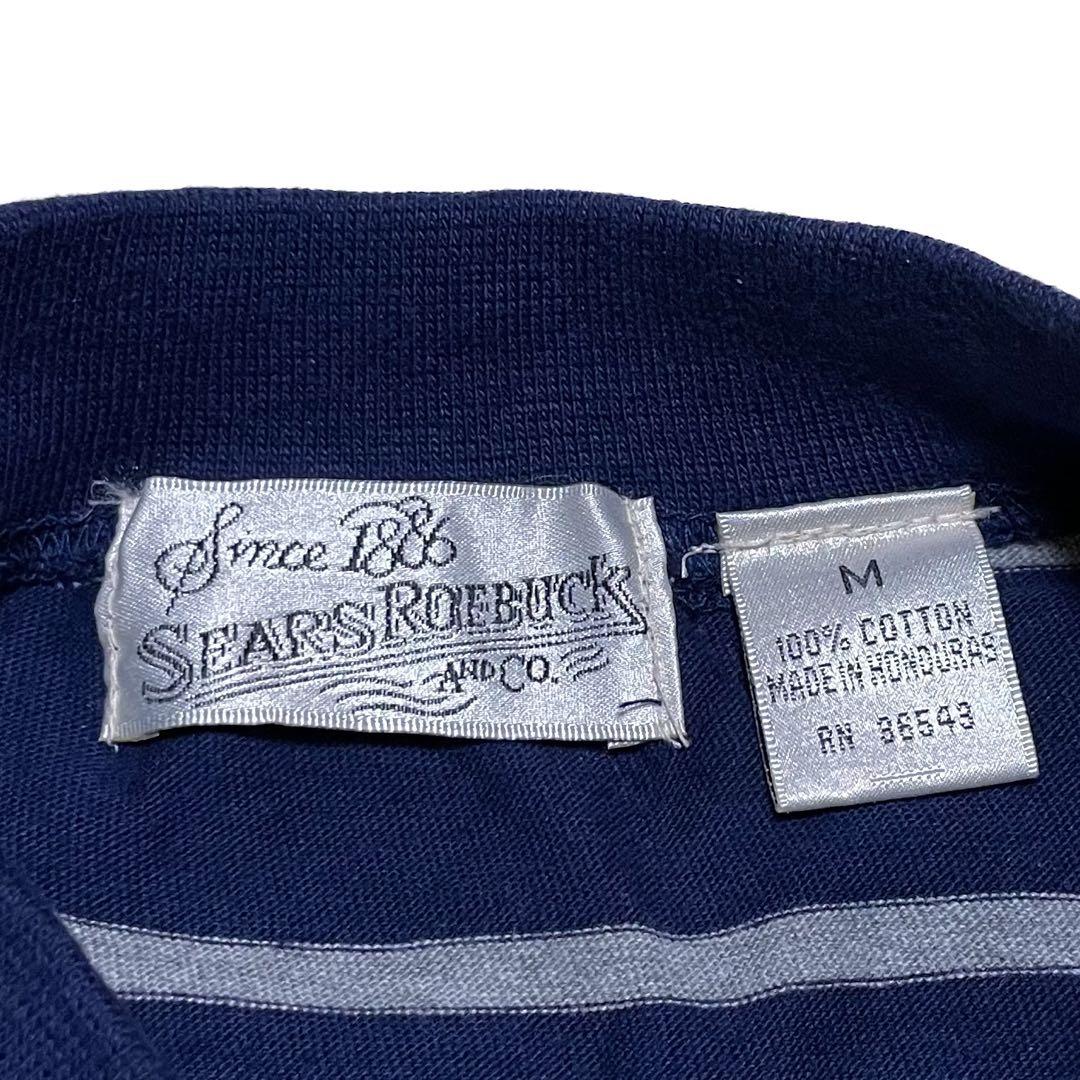 Since 1886
SEARS ROEBUCK
AND CO.
M
100% COTTON
MADE IN HONDURAS
RN 36543